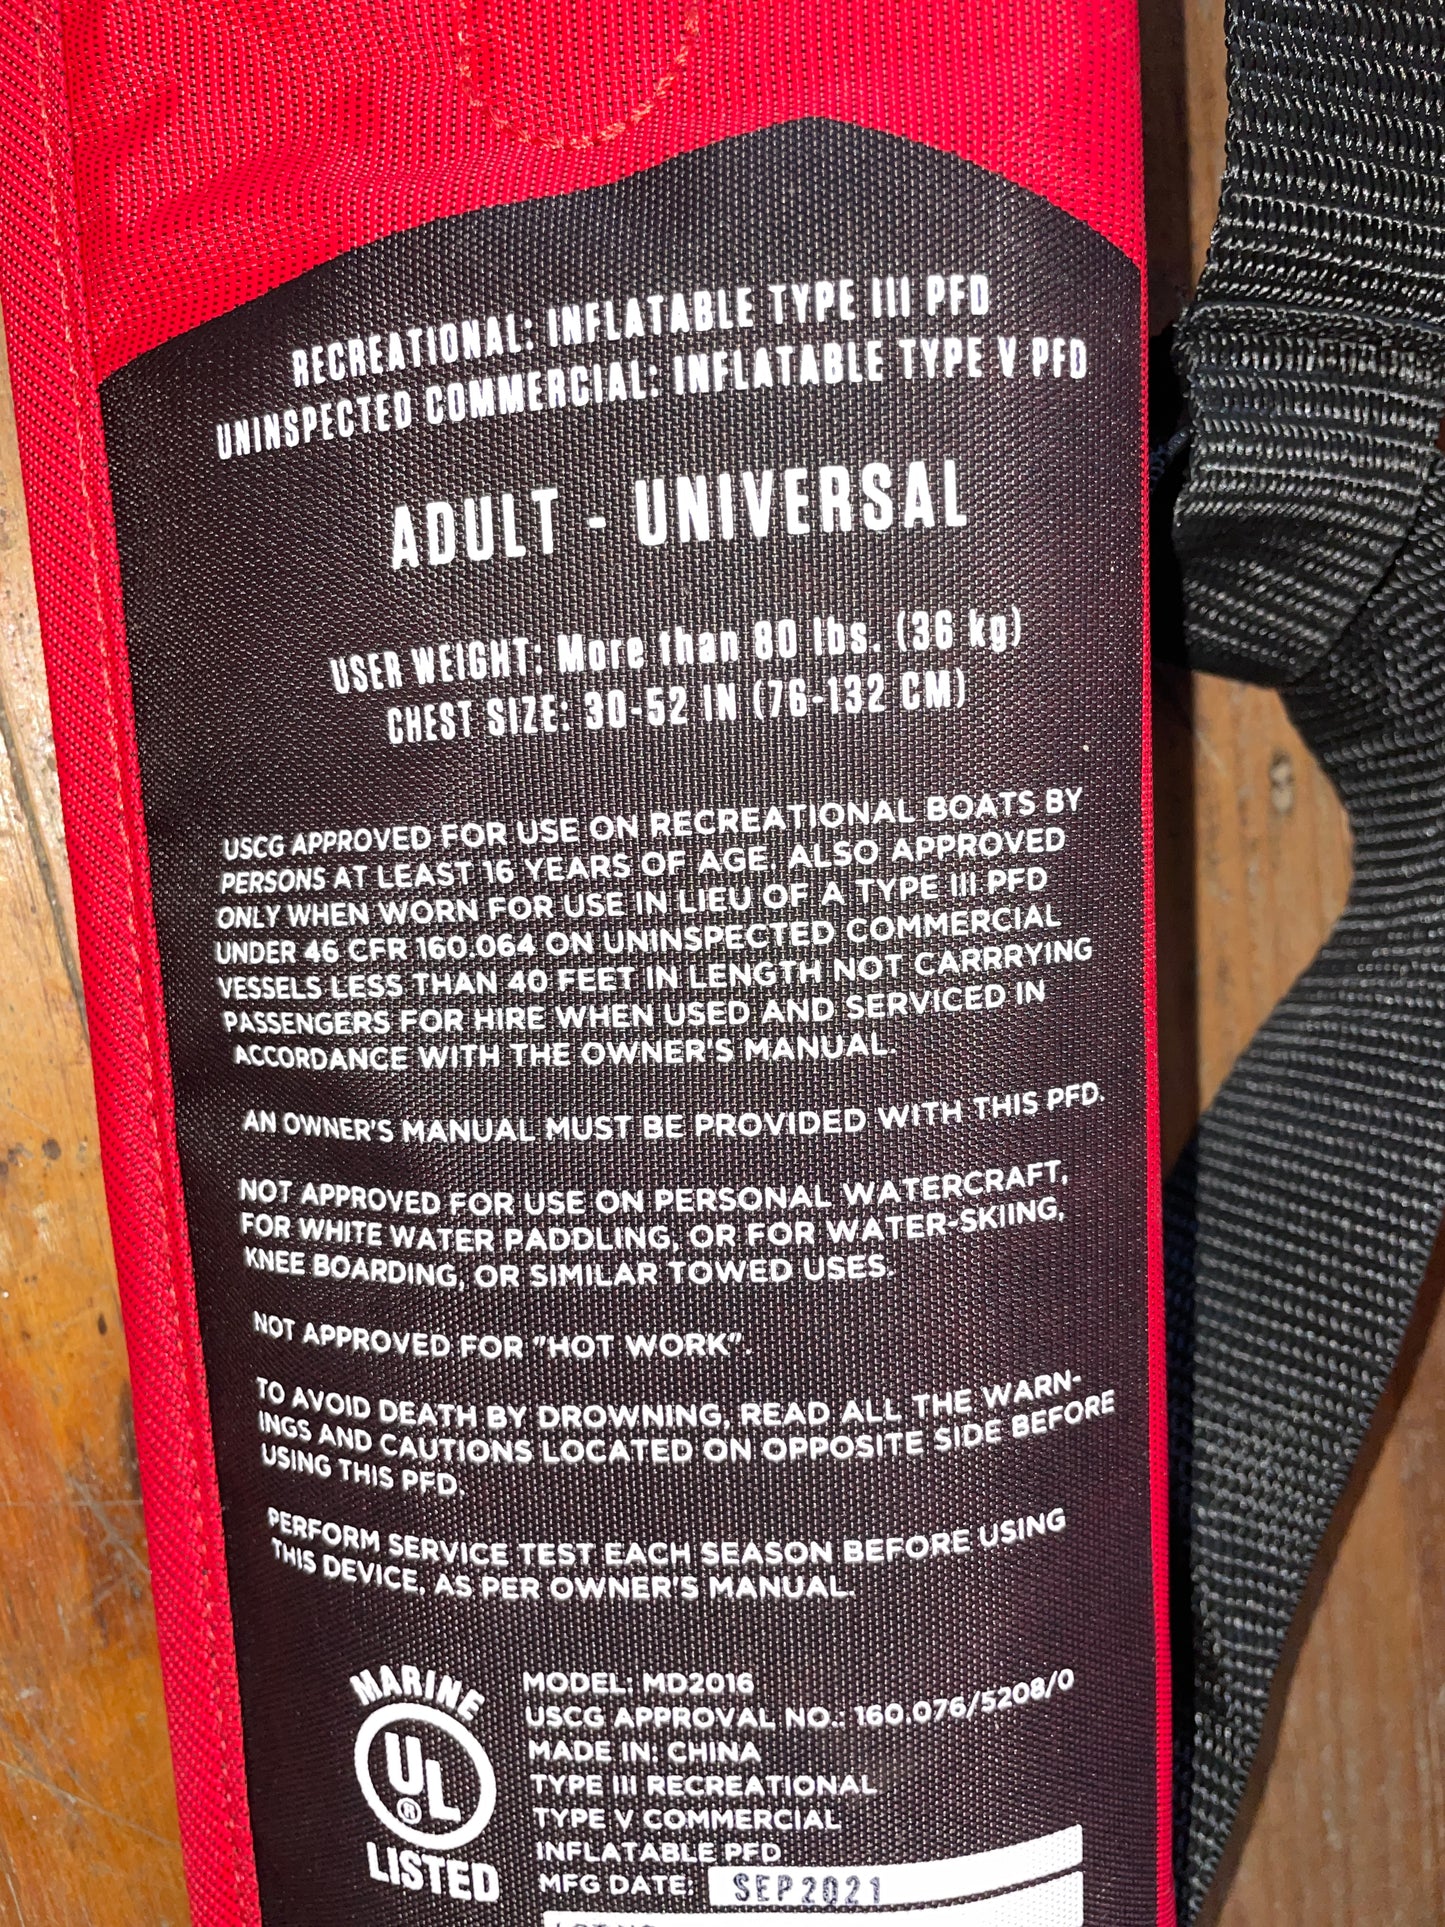 RECREATIONAL: INFLATABLE TYPE III PFD
UNINSPECTED COMMERCIAL: INFLATABLE TYPE V PFD
ADULT - UNIVERSAL
USER WEIGHT: More than 80 lbs. (36 kg)
CHEST SIZE: 30-52 IN (76-132 CM)
USCG APPROVED FOR USE ON RECREATIONAL BOATS BY
PERSONS AT LEAST 16 YEARS OF AGE, ALSO APPROVED
ONLY WHEN WORN FOR USE IN LIEU OF A TYPE III PFD
UNDER 46 CFR 160.064 ON UNINSPECTED COMMERCIAL
VESSELS LESS THAN 40 FEET IN LENGTH NOT CARRRYING
PASSENGERS FOR HIRE WHEN USED AND SERVICED IN
ACCORDANCE WITH THE OWNER'S MANUAL.
AN OWNER'S MANUAL MUST BE PROVIDED WITH THIS PFD.
NOT APPROVED FOR USE ON PERSONAL WATERCRAFT,
FOR WHITE WATER PADDLING, OR FOR WATER-SKIING,
KNEE BOARDING, OR SIMILAR TOWED USES.
NOT APPROVED FOR "HOT WORK".
TO AVOID DEATH BY DROWNING, READ ALL THE WARN-
INGS AND CAUTIONS LOCATED ON OPPOSITE SIDE BEFORE
USING THIS PFD.
PERFORM SERVICE TEST EACH SEASON BEFORE USING
THIS DEVICE, AS PER OWNER'S MANUAL.
MARINE
UL
®
LISTED
MODEL: MD2016
USCG APPROVAL NO.: 160.076/5208/0
MADE IN: CHINA
TYPE III RECREATIONAL
TYPE V COMMERCIAL
INFLATABLE PFD
MFG DATE: SEP2021